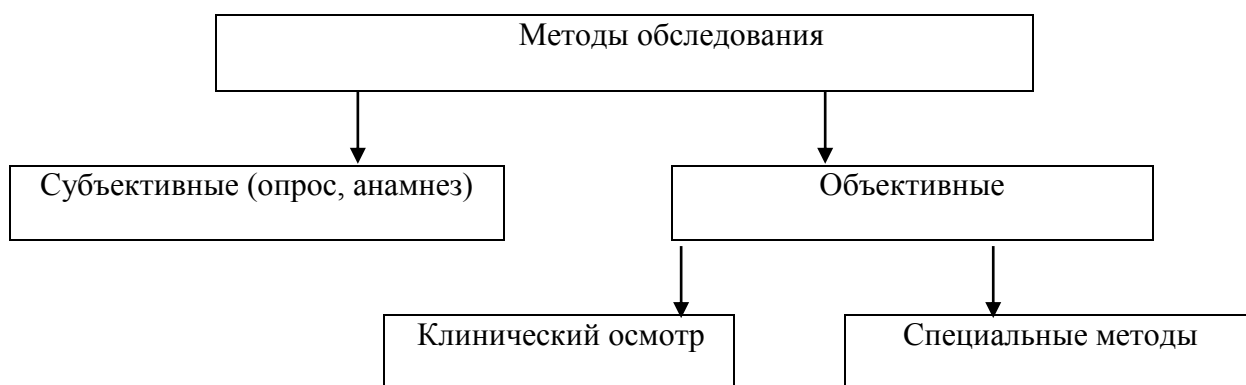 Методы обследования
Субъективные (опрос, анамнез)
Объективные
Клинический осмотр
Специальные методы